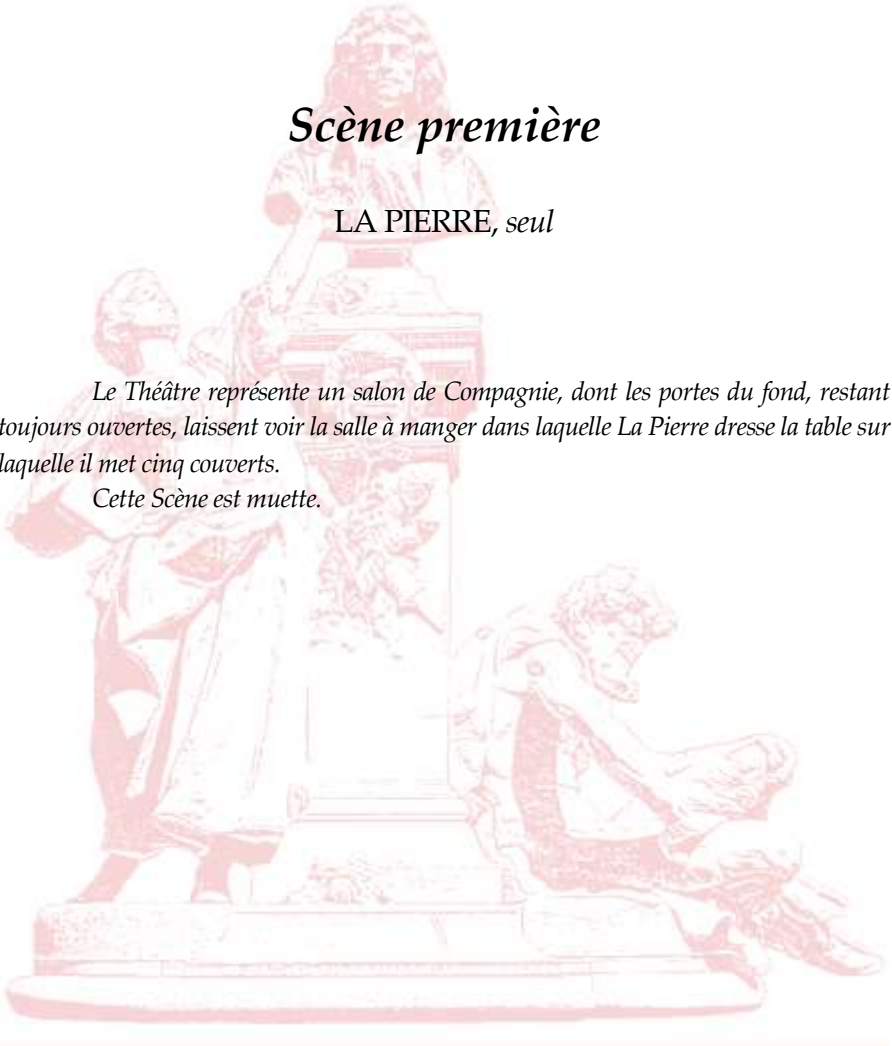 Scène première
LA PIERRE, seul
Le Théâtre représente un salon de Compagnie, dont les portes du fond, restant
toujours ouvertes, laissent voir la salle à manger dans laquelle La Pierre dresse la table sur
laquelle il met cinq couverts.
Cette Scène est muette.